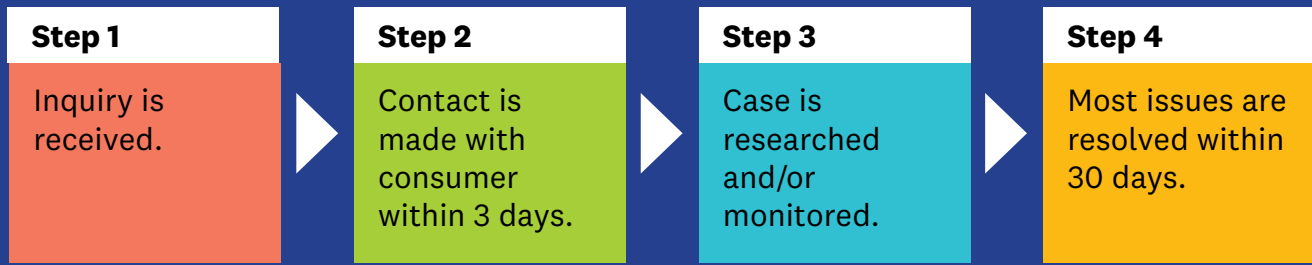 Step 1
Inquiry is
received.
Step 2
Contact is
made with
consumer
within 3 days.
Step 3
Case is
researched
and/or
monitored.
Step 4
Most issues are
resolved within
30 days.